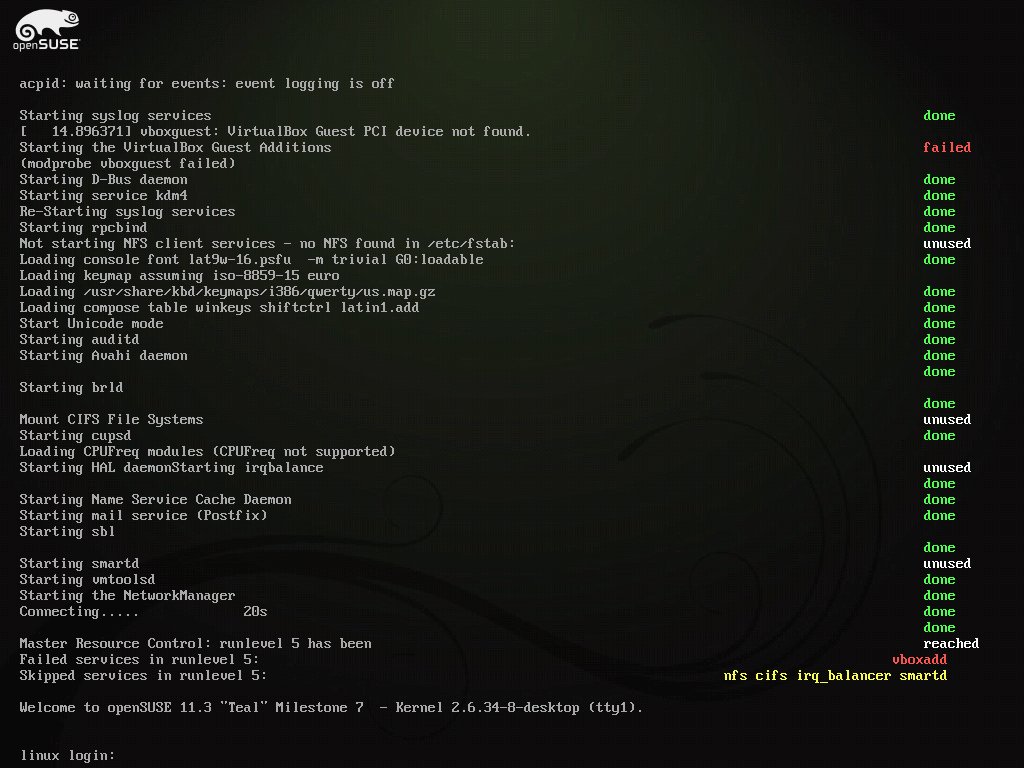 openSUSE
acpid: waiting for events: event logging is off
Starting syslog services done
[   14.896371] vboxguest: VirtualBox Guest PCI device not found.
Starting the VirtualBox Guest Additions failed
(modprobe vboxguest failed)
Starting D-Bus daemon done
Starting service kdm4 done
Re-Starting syslog services done
Starting rpcbind done
Not starting NFS client services - no NFS found in /etc/fstab: unused
Loading console font lat9w-16.psfu  -m trivial G0:loadable done
Loading keymap assuming iso-8859-15 euro
Loading /usr/share/kbd/keymaps/i386/qwerty/us.map.gz done
Loading compose table winkeys shiftctrl latin1.add done
Start Unicode mode done
Starting auditd done
Starting Avahi daemon done
done
Starting brld
done
Mount CIFS File Systems unused
Starting cupsd done
Loading CPUFreq modules (CPUFreq not supported)
Starting HAL daemonStarting irqbalance unused
done
Starting Name Service Cache Daemon done
Starting mail service (Postfix) done
Starting sbl
done
Starting smartd unused
Starting vmtoolsd done
Starting the NetworkManager done
Connecting..... 20s done
done
Master Resource Control: runlevel 5 has been reached
Failed services in runlevel 5: vboxadd
Skipped services in runlevel 5: nfs cifs irq_balancer smartd
Welcome to openSUSE 11.3 "Teal" Milestone 7  - Kernel 2.6.34-8-desktop (tty1).
linux login: